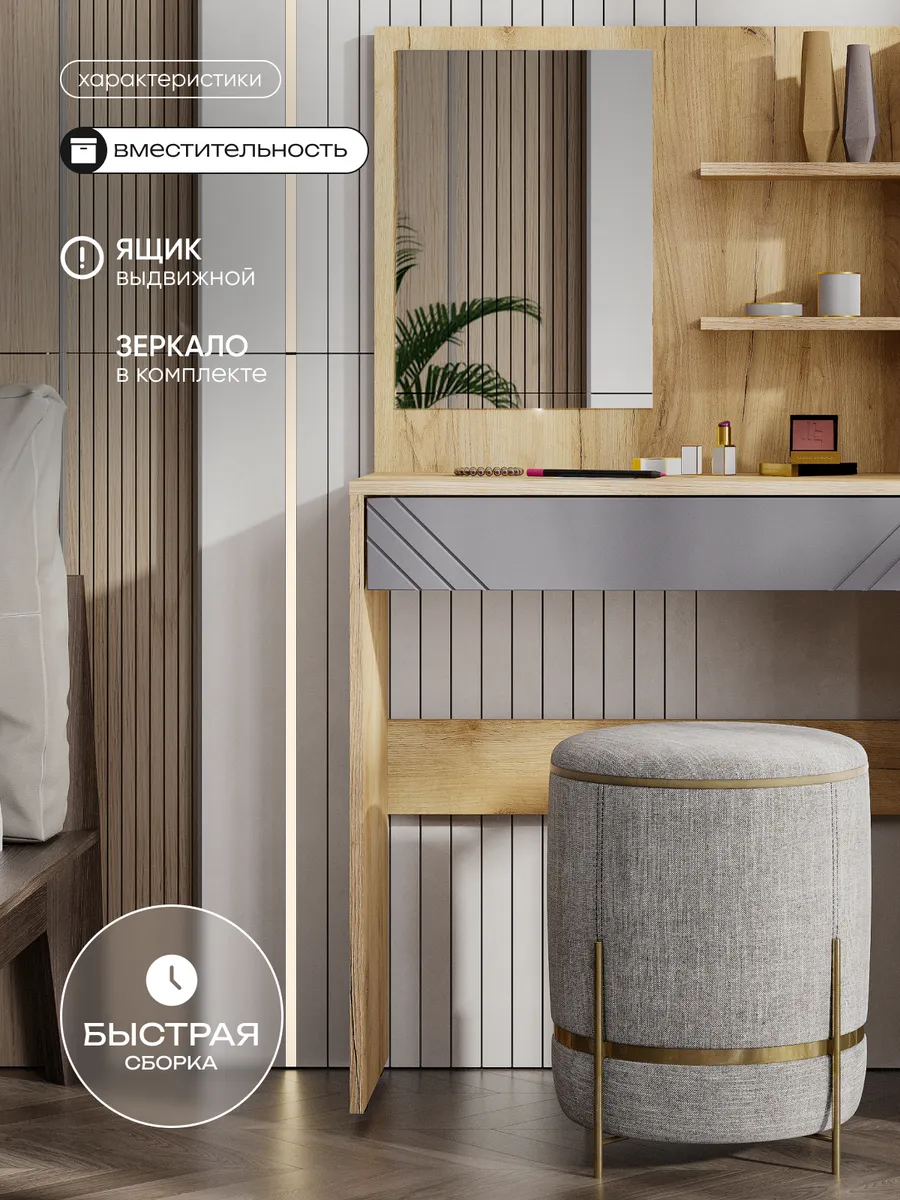 характеристики
вместительность
ЯЩИК
выдвижной
ЗЕРКАЛО
в комплекте
БЫСТРАЯ
СБОРКА